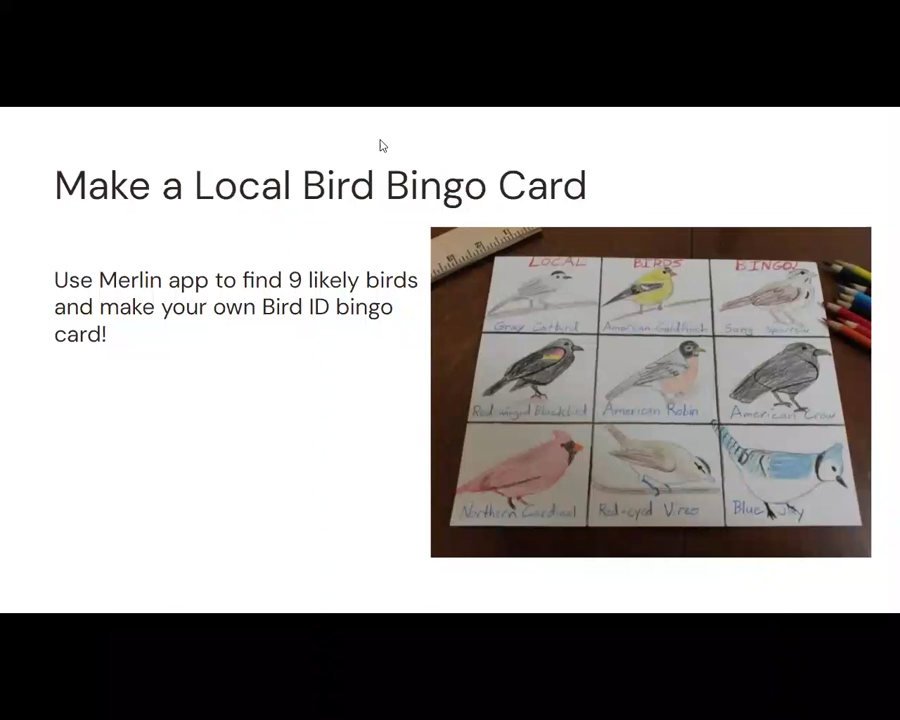 Make a Local Bird Bingo Card
Use Merlin app to find 9 likely birds
and make your own Bird ID bingo
card!
LOCAL BIRDS BINGO!
Gray Catbird
American Goldfinch
Song Sparrow
Red-winged Blackbird
American Robin
American Crow
Northern Cardinal
Red-eyed Vireo
Blue Jay